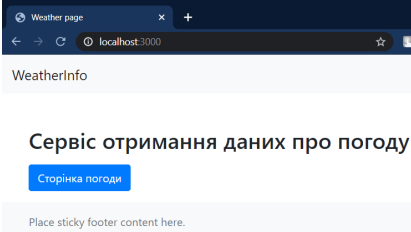 Weather page
localhost:3000
WeatherInfo
Сервіс отримання даних про погоду
Сторінка погоди
Place sticky footer content here.